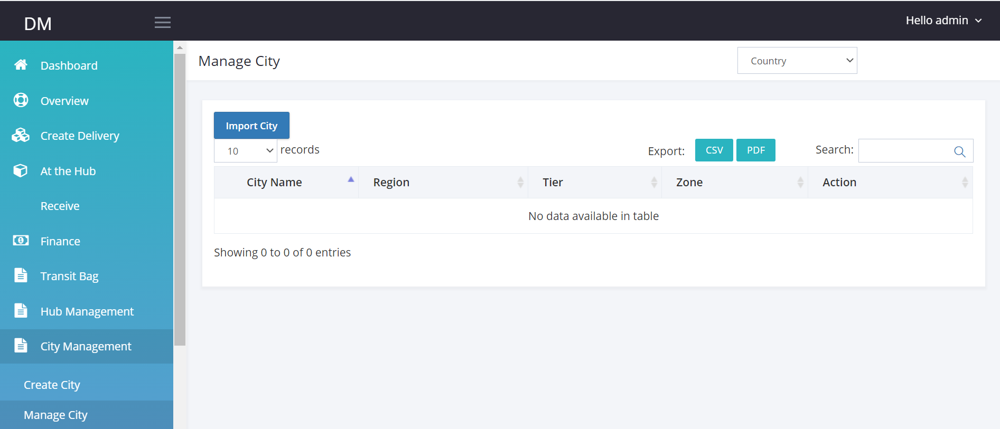 DM
Hello admin
Dashboard
Overview
Create Delivery
At the Hub
Receive
Finance
Transit Bag
Hub Management
City Management
Create City
Manage City
Manage City
Country
Import City
10 records
Export: CSV PDF
Search:
City Name Region Tier Zone Action
No data available in table
Showing 0 to 0 of 0 entries